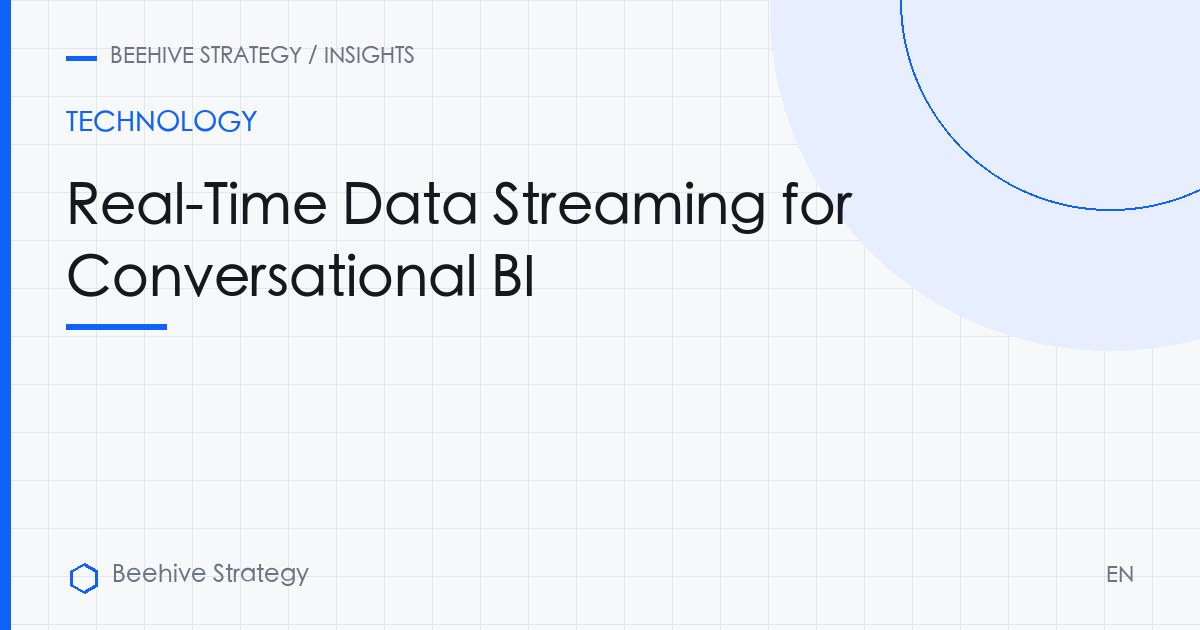 BEEHIVE STRATEGY / INSIGHTS
TECHNOLOGY
Real-Time Data Streaming for
Conversational BI
Beehive Strategy
EN